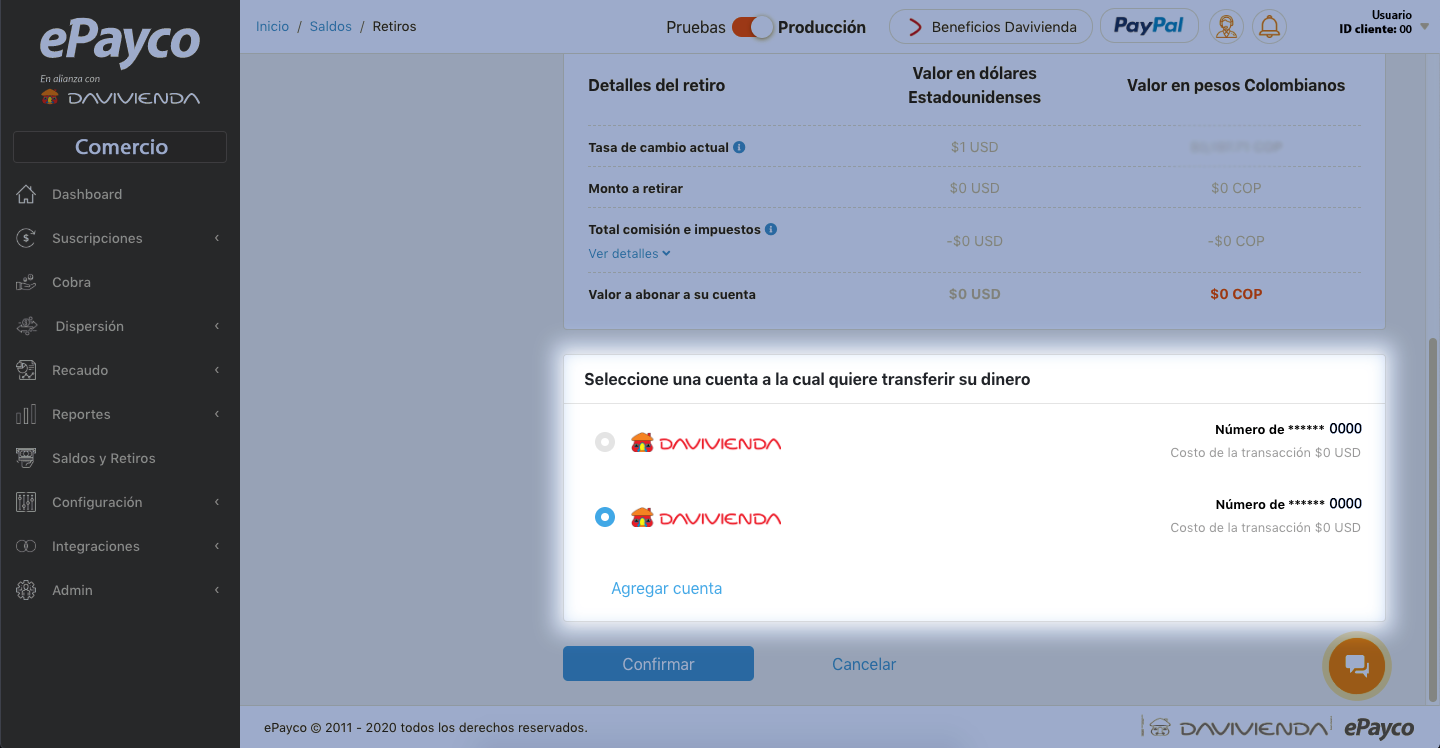 ePayco
En alianza con
DAVIVIENDA
Comercio
Dashboard
Suscripciones
Cobra
Dispersión
Recaudo
Reportes
Saldos y Retiros
Configuración
Integraciones
Admin
Inicio / Saldos / Retiros
Pruebas Producción
Beneficios Davivienda
PayPal
Usuario
ID cliente: 00
Detalles del retiro
Valor en dólares
Estadounidenses
Valor en pesos Colombianos
Tasa de cambio actual $1 USD
Monto a retirar $0 USD $0 COP
Total comisión e impuestos -$0 USD -$0 COP
Ver detalles
Valor a abonar a su cuenta $0 USD $0 COP
Seleccione una cuenta a la cual quiere transferir su dinero
DAVIVIENDA Número de ****** 0000
Costo de la transacción $0 USD
DAVIVIENDA Número de ****** 0000
Costo de la transacción $0 USD
Agregar cuenta
Confirmar Cancelar
ePayco © 2011 - 2020 todos los derechos reservados.
DAVIVIENDA ePayco